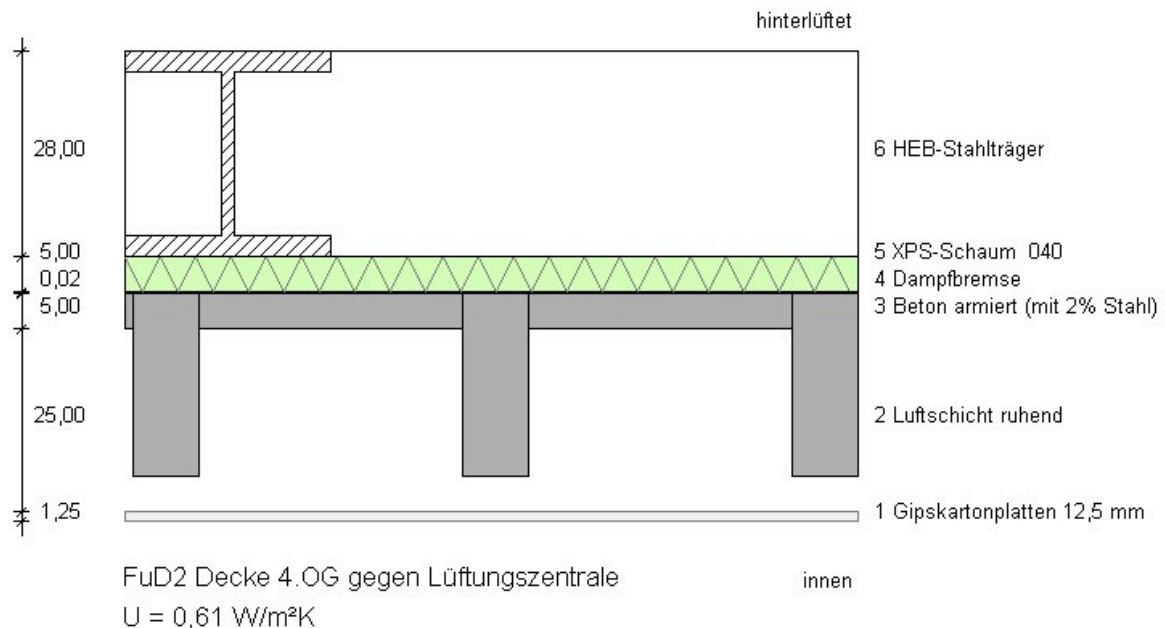 hinterlüftet
28,00
6 HEB-Stahlträger
5,00
5 XPS-Schaum 040
0,02
4 Dampfbremse
5,00
3 Beton armiert (mit 2% Stahl)
25,00
2 Luftschicht ruhend
1,25
1 Gipskartonplatten 12,5 mm
FuD2 Decke 4.OG gegen Lüftungszentrale
innen
U = 0,61 W/m²K